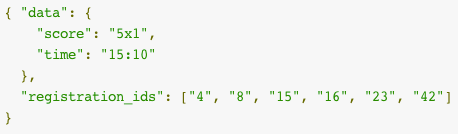 { "data": {
    "score": "5x1",
    "time": "15:10"
  },
  "registration_ids": ["4", "8", "15", "16", "23", "42"]
}